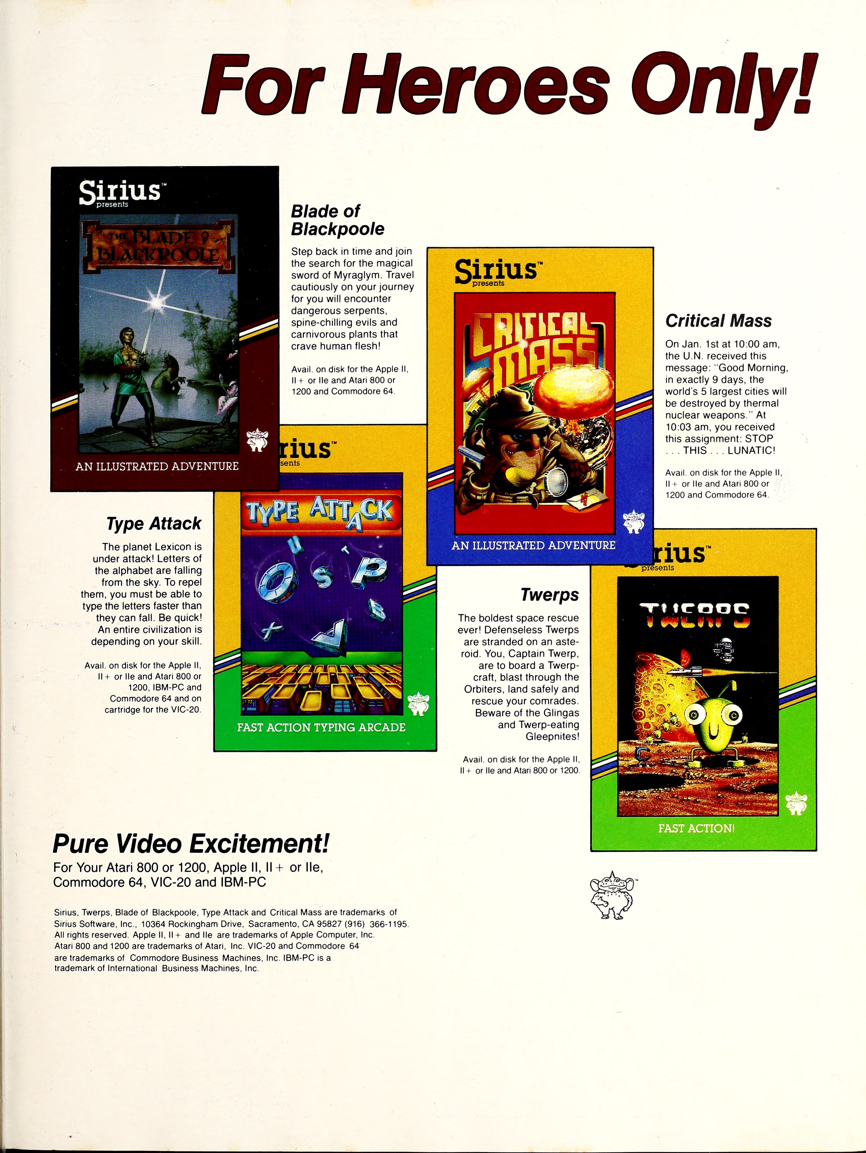 For Heroes Only!
Sirius™
presents
THE BLADE OF
BLACKPOOLE
AN ILLUSTRATED ADVENTURE
Blade of
Blackpoole
Step back in time and join
the search for the magical
sword of Myraglym. Travel
cautiously on your journey
for you will encounter
dangerous serpents,
spine-chilling evils and
carnivorous plants that
crave human flesh!
Avail. on disk for the Apple II,
II+ or IIe and Atari 800 or
1200 and Commodore 64.
Sirius™
presents
CRITICAL
MASS
AN ILLUSTRATED ADVENTURE
Critical Mass
On Jan. 1st at 10:00 am,
the U.N. received this
message: "Good Morning,
in exactly 9 days, the
world's 5 largest cities will
be destroyed by thermal
nuclear weapons." At
10:03 am, you received
this assignment: STOP
. . . THIS . . . LUNATIC!
Avail. on disk for the Apple II,
II+ or IIe and Atari 800 or
1200 and Commodore 64.
Type Attack
The planet Lexicon is
under attack! Letters of
the alphabet are falling
from the sky. To repel
them, you must be able to
type the letters faster than
they can fall. Be quick!
An entire civilization is
depending on your skill.
Avail. on disk for the Apple II,
II+ or IIe and Atari 800 or
1200, IBM-PC and
Commodore 64 and on
cartridge for the VIC-20.
rius™
sents
TYPE ATTACK
FAST ACTION TYPING ARCADE
Twerps
The boldest space rescue
ever! Defenseless Twerps
are stranded on an aste-
roid. You, Captain Twerp,
are to board a Twerp-
craft, blast through the
Orbiters, land safely and
rescue your comrades.
Beware of the Glingas
and Twerp-eating
Gleepnites!
Avail. on disk for the Apple II,
II+ or IIe and Atari 800 or 1200.
rius™
presents
TWERPS
FAST ACTION!
Pure Video Excitement!
For Your Atari 800 or 1200, Apple II, II+ or IIe,
Commodore 64, VIC-20 and IBM-PC
Sirius, Twerps, Blade of Blackpoole, Type Attack and Critical Mass are trademarks of
Sirius Software, Inc., 10364 Rockingham Drive, Sacramento, CA 95827 (916) 366-1195.
All rights reserved. Apple II, II+ and IIe are trademarks of Apple Computer, Inc.
Atari 800 and 1200 are trademarks of Atari, Inc. VIC-20 and Commodore 64
are trademarks of Commodore Business Machines, Inc. IBM-PC is a
trademark of International Business Machines, Inc.